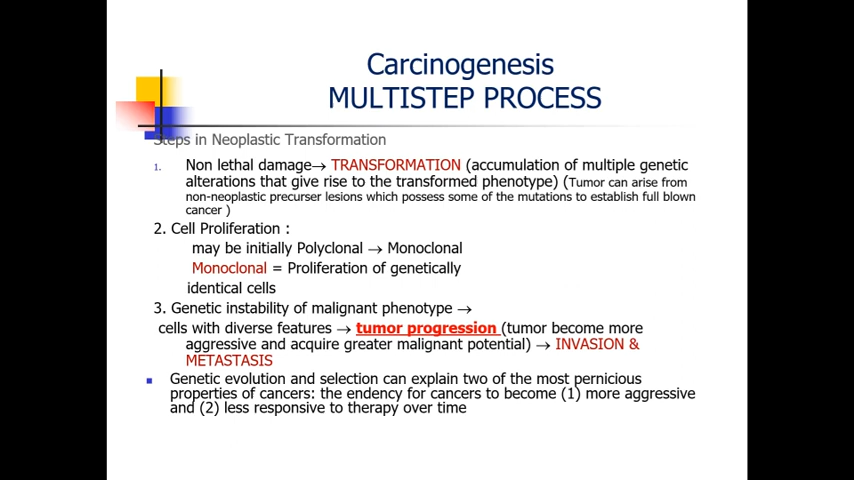 Carcinogenesis
MULTISTEP PROCESS
Steps in Neoplastic Transformation
1. Non lethal damage→ TRANSFORMATION (accumulation of multiple genetic
alterations that give rise to the transformed phenotype) (Tumor can arise from
non-neoplastic precurser lesions which possess some of the mutations to establish full blown
cancer )
2. Cell Proliferation :
may be initially Polyclonal → Monoclonal
Monoclonal = Proliferation of genetically
identical cells
3. Genetic instability of malignant phenotype →
cells with diverse features → tumor progression (tumor become more
aggressive and acquire greater malignant potential) → INVASION &
METASTASIS
■ Genetic evolution and selection can explain two of the most pernicious
properties of cancers: the endency for cancers to become (1) more aggressive
and (2) less responsive to therapy over time